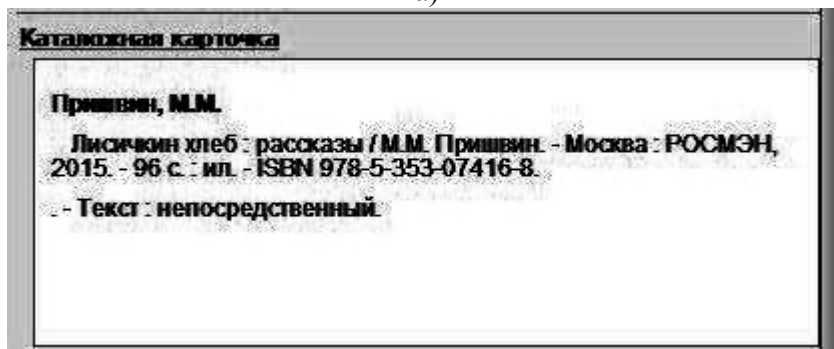 а)
Каталожная карточка
Пришвин, М.М.
Лисичкин хлеб : рассказы / М.М. Пришвин. - Москва : РОСМЭН,
2015. - 96 с. : ил. - ISBN 978-5-353-07416-8.
. - Текст : непосредственный.